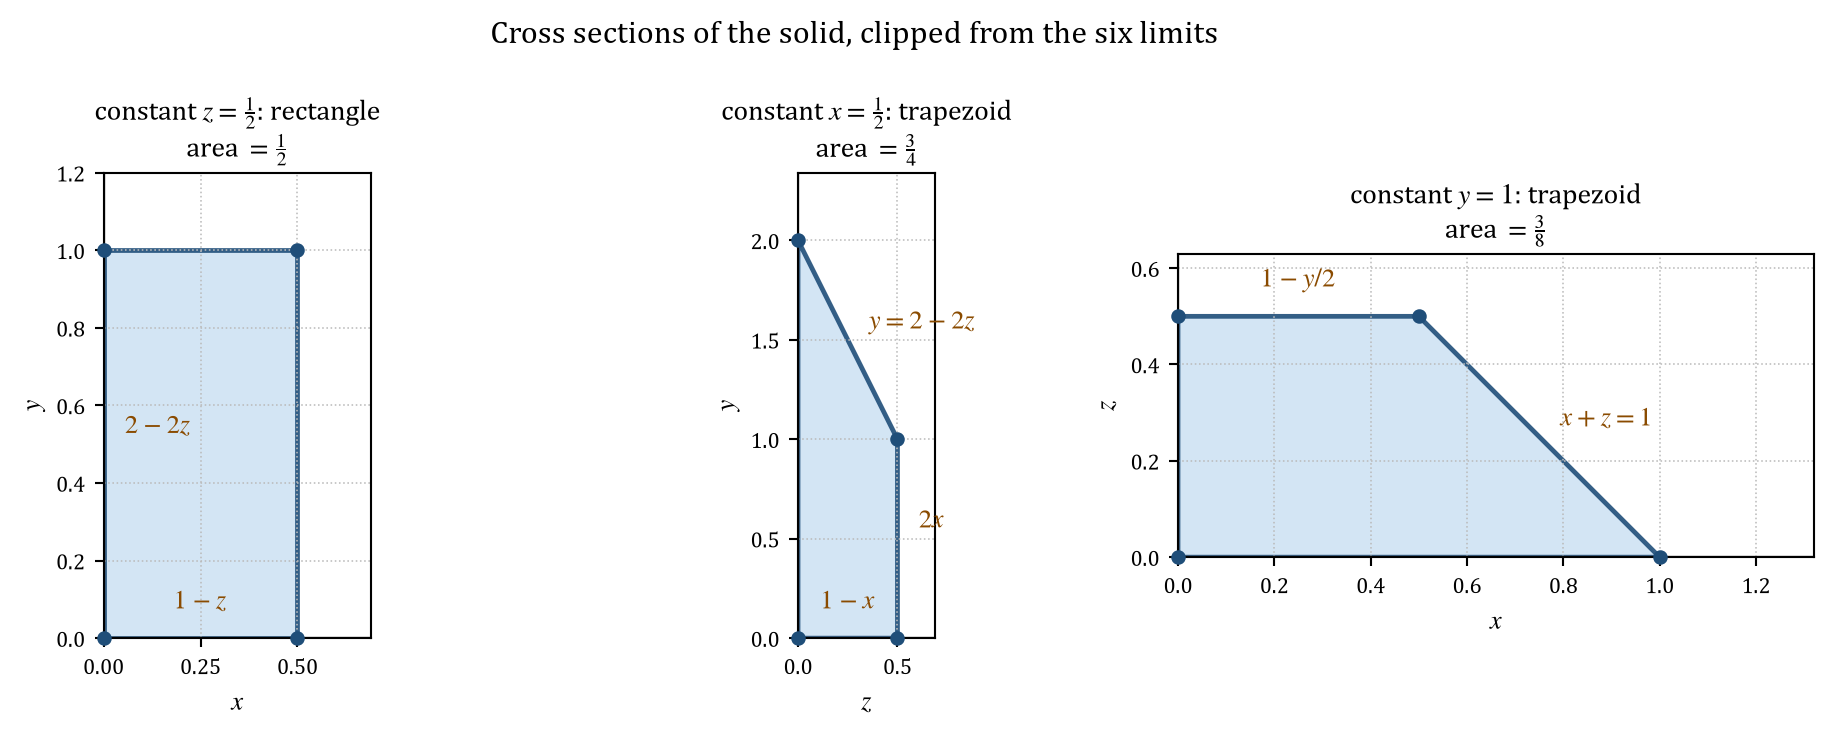 Cross sections of the solid, clipped from the six limits
constant z = 1/2: rectangle
area = 1/2
1.2
1.0
0.8
0.6
0.4
0.2
0.0
y
2 − 2z
1 − z
0.00 0.25 0.50
x
constant x = 1/2: trapezoid
area = 3/4
2.0
1.5
1.0
0.5
0.0
y
y = 2 − 2z
2x
1 − x
0.0 0.5
z
constant y = 1: trapezoid
area = 3/8
0.6
0.4
0.2
0.0
z
1 − y/2
x + z = 1
0.0 0.2 0.4 0.6 0.8 1.0 1.2
x